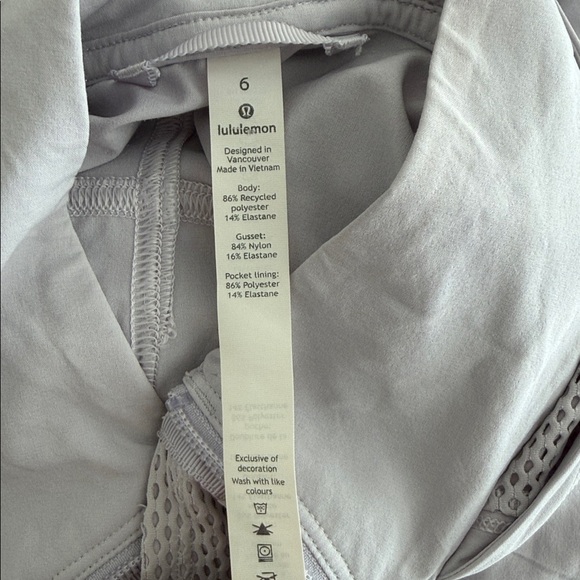 6
lululemon
Designed in
Vancouver
Made in Vietnam
Body:
86% Recycled
polyester
14% Elastane
Gusset:
84% Nylon
16% Elastane
Pocket lining:
86% Polyester
14% Elastane
Exclusive of
decoration
Wash with like
colours